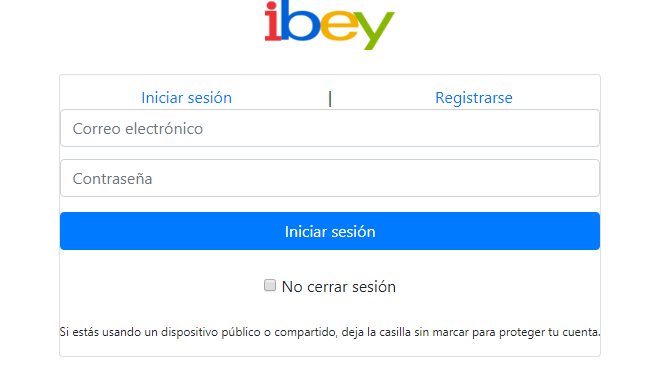 ibey
Iniciar sesión | Registrarse
Correo electrónico
Contraseña
Iniciar sesión
No cerrar sesión
Si estás usando un dispositivo público o compartido, deja la casilla sin marcar para proteger tu cuenta.